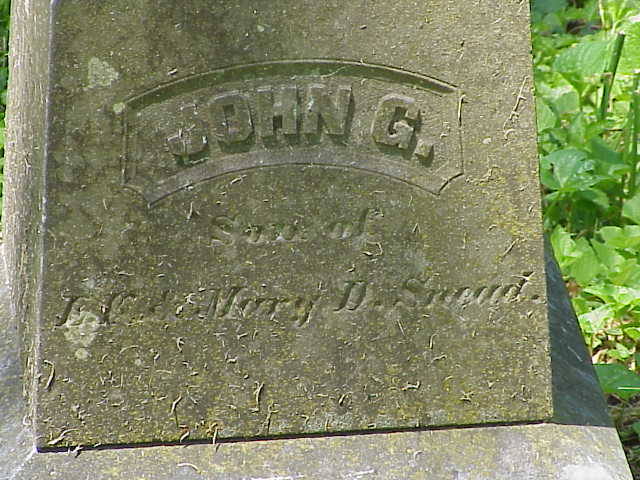 JOHN G.
Son of
& Mary D. Snead.